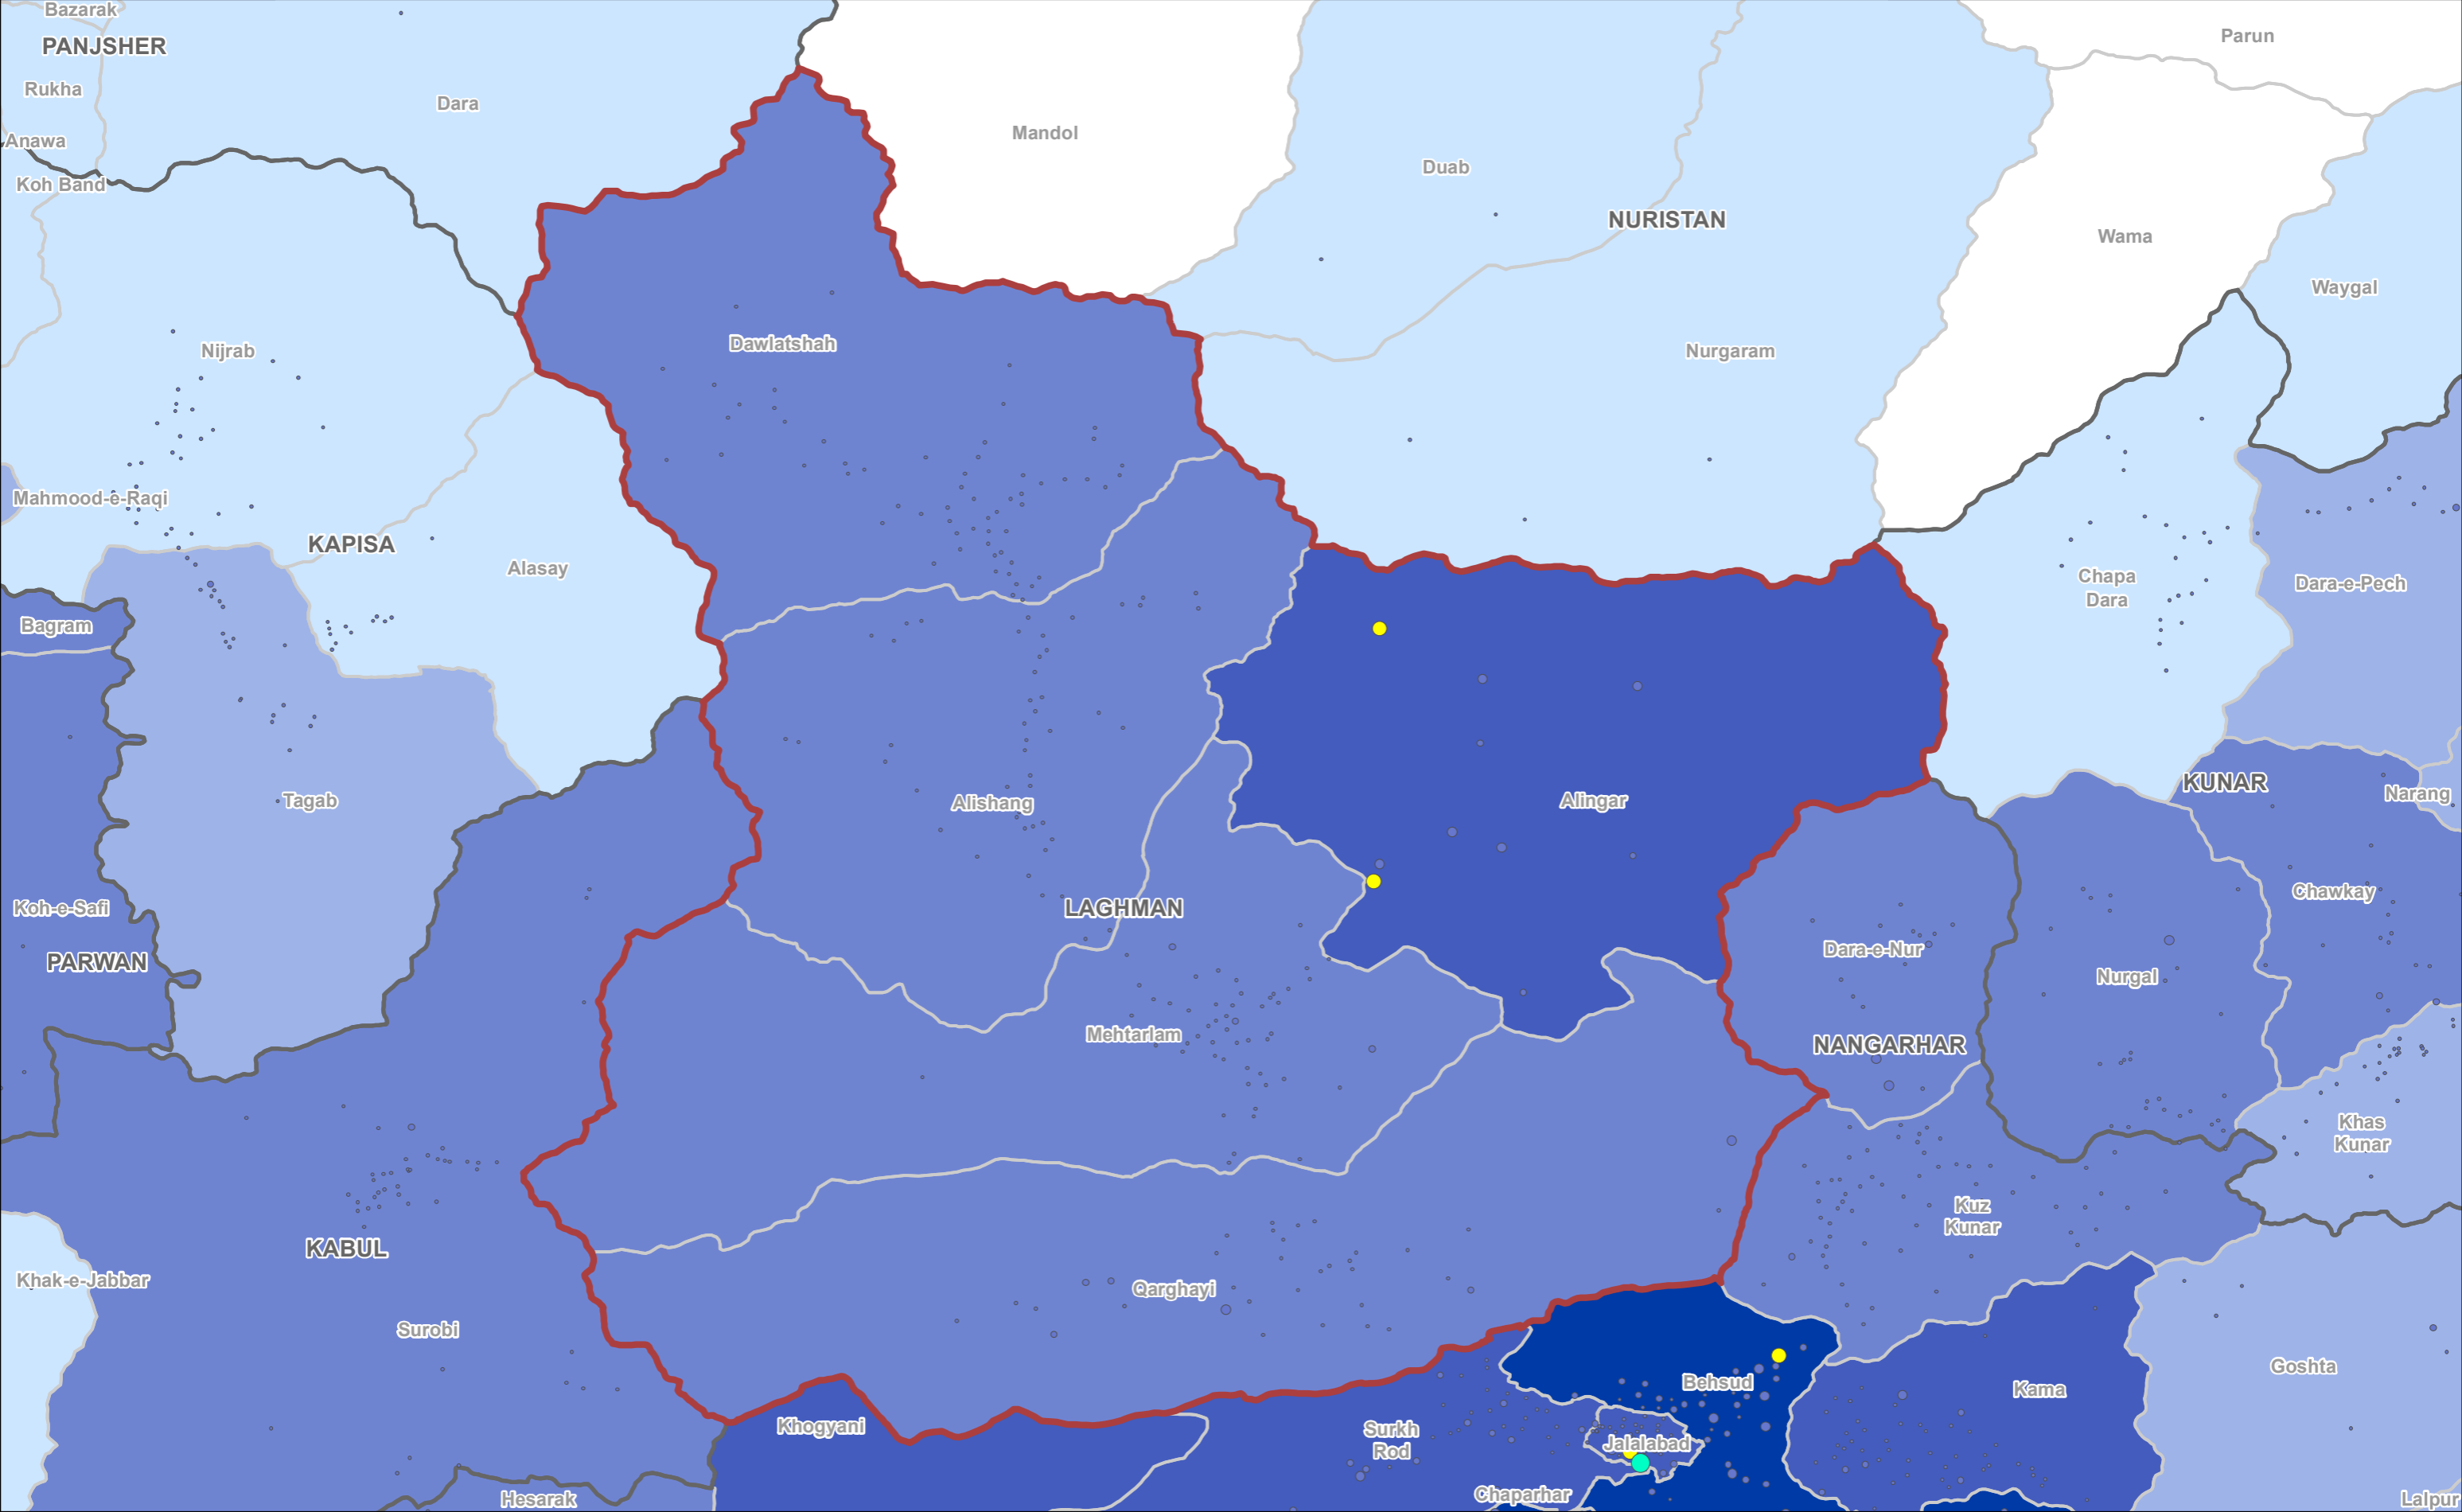 Bazarak
PANJSHER
Parun
Rukha
Dara
Mandol
Anawa
Duab
Koh Band
NURISTAN
Wama
Waygal
Nijrab
Dawlatshah
Nurgaram
Mahmood-e-Raqi
KAPISA
Alasay
Chapa
Dara
Dara-e-Pech
Bagram
KUNAR
Tagab
Alishang
Alingar
Narang
Koh-e-Safi
LAGHMAN
Chawkay
PARWAN
Dara-e-Nur
Nurgal
Mehtarlam
NANGARHAR
Khas
Kunar
Kuz
Kunar
KABUL
Khak-e-Jabbar
Qarghayi
Surobi
Goshta
Behsud
Kama
Khogyani
Surkh
Rod
Jalalabad
Hesarak
Chaparhar
Lalpur